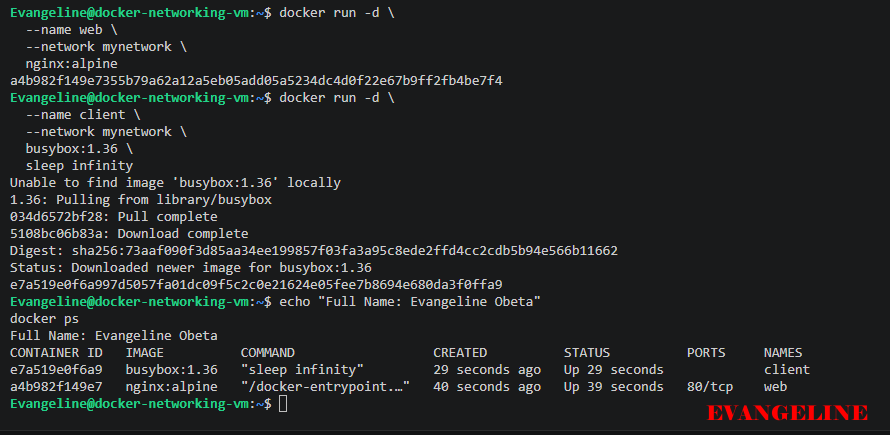 Evangeline@docker-networking-vm:~$ docker run -d \
  --name web \
  --network mynetwork \
  nginx:alpine
a4b982f149e7355b79a62a12a5eb05add05a5234dc4d0f22e67b9ff2fb4be7f4
Evangeline@docker-networking-vm:~$ docker run -d \
  --name client \
  --network mynetwork \
  busybox:1.36 \
  sleep infinity
Unable to find image 'busybox:1.36' locally
1.36: Pulling from library/busybox
034d6572bf28: Pull complete
5108bc06b83a: Download complete
Digest: sha256:73aaf090f3d85aa34ee199857f03fa3a95c8ede2ffd4cc2cdb5b94e566b11662
Status: Downloaded newer image for busybox:1.36
e7a519e0f6a997d5057fa01dc09f5c2c0e21624e05fee7b8694e680da3f0ffa9
Evangeline@docker-networking-vm:~$ echo "Full Name: Evangeline Obeta"
docker ps
Full Name: Evangeline Obeta
CONTAINER ID   IMAGE          COMMAND                  CREATED          STATUS          PORTS     NAMES
e7a519e0f6a9   busybox:1.36   "sleep infinity"         29 seconds ago   Up 29 seconds             client
a4b982f149e7   nginx:alpine   "/docker-entrypoint.…"   40 seconds ago   Up 39 seconds   80/tcp    web
Evangeline@docker-networking-vm:~$
EVANGELINE